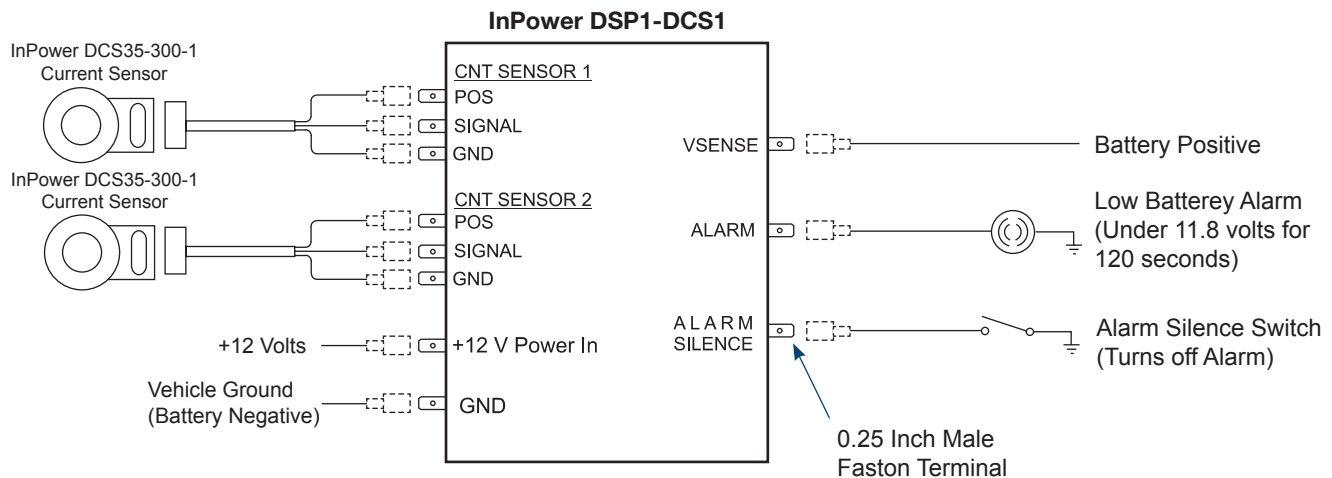 InPower DSP1-DCS1
InPower DCS35-300-1
Current Sensor
CNT SENSOR 1
POS
SIGNAL
GND
InPower DCS35-300-1
Current Sensor
CNT SENSOR 2
POS
SIGNAL
GND
+12 Volts
+12 V Power In
Vehicle Ground
(Battery Negative)
GND
VSENSE
Battery Positive
ALARM
Low Batterey Alarm
(Under 11.8 volts for
120 seconds)
ALARM
SILENCE
Alarm Silence Switch
(Turns off Alarm)
0.25 Inch Male
Faston Terminal